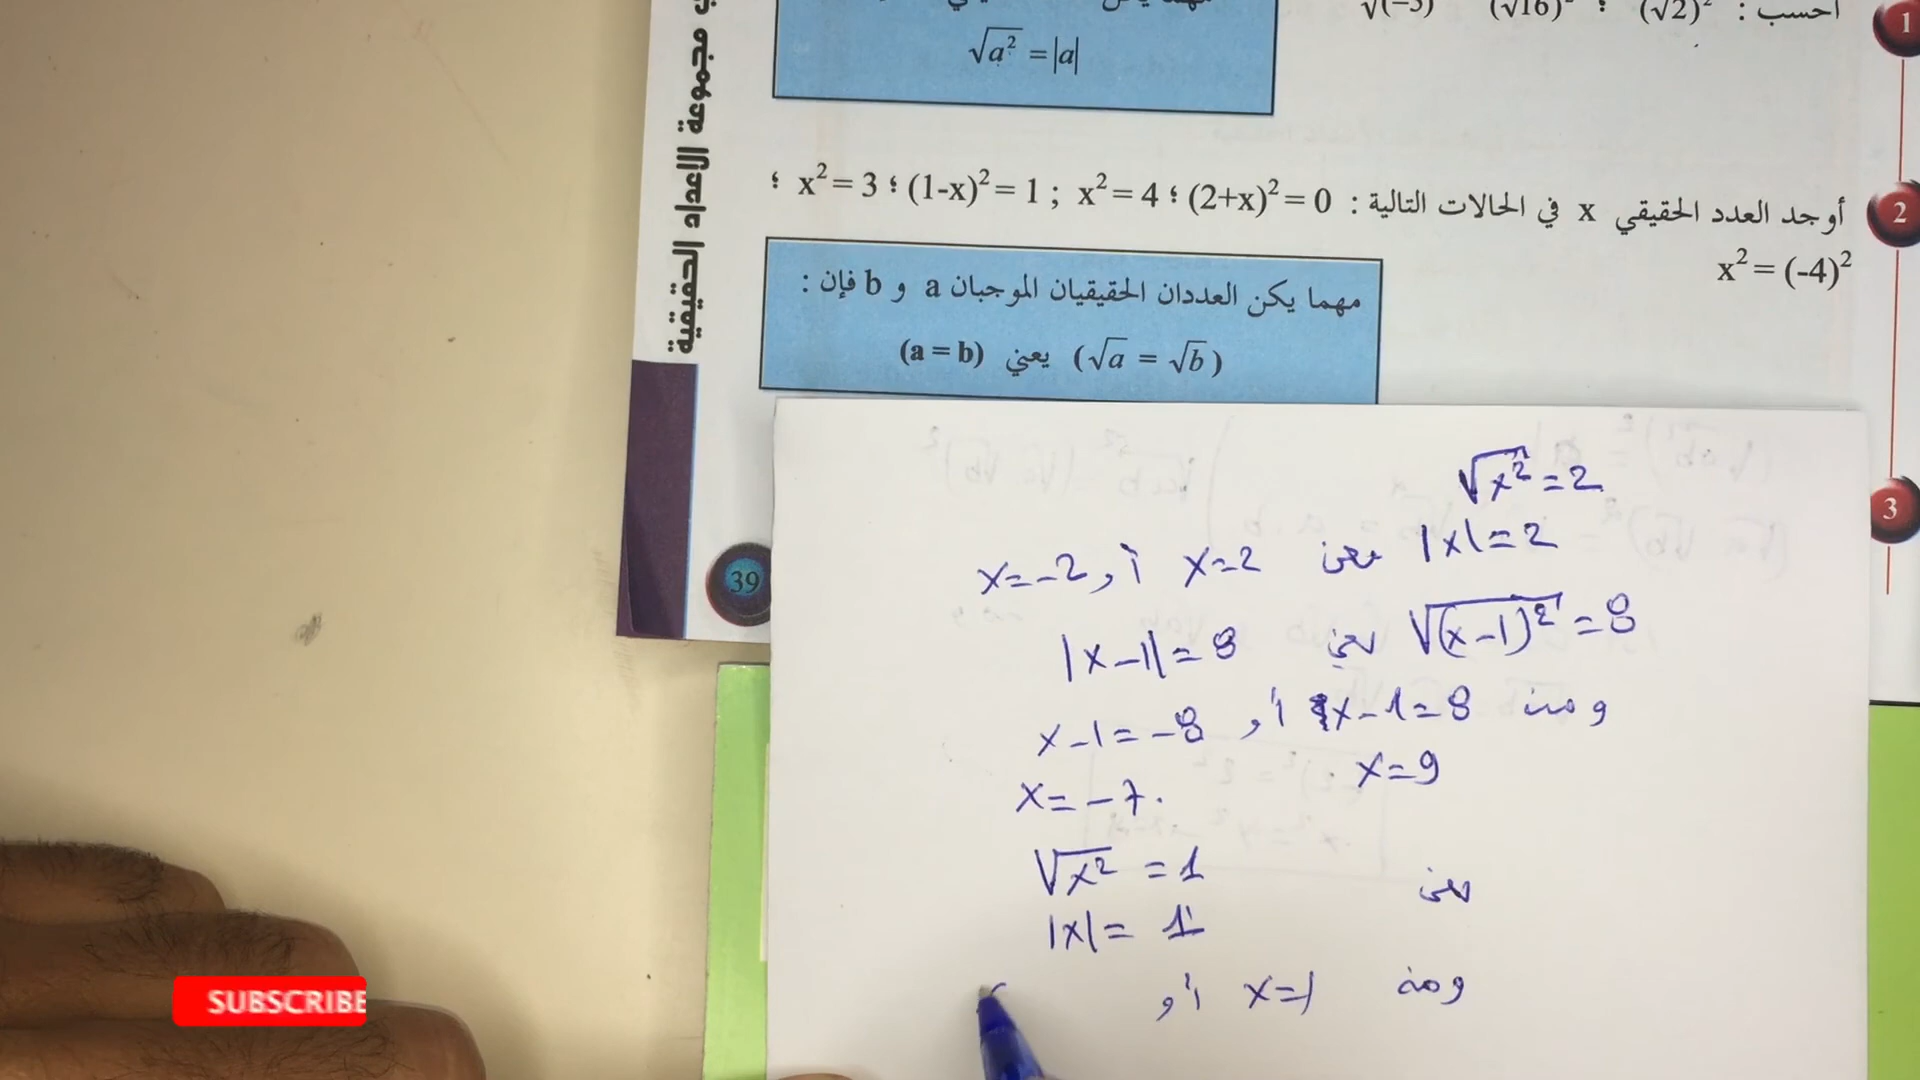 احسب : (√2)² ؛ (√16)² √(-3)
1
√a² = |a|
مجموعة الأعداد الحقيقية
2
أوجد العدد الحقيقي x في الحالات التالية : x² = 3 ؛ (1-x)² = 1 ; x² = 4 ؛ (2+x)² = 0 ؛
x² = (-4)²
مهما يكن العددان الحقيقيان الموجبان a و b فإن :
(√a = √b) يعني (a = b)
3
39
√x² = 2
|x| = 2 يعني x = 2 أو x = -2
√(x-1)² = 8 يعني |x-1| = 8
ومنه x-1 = 8 أو x-1 = -8
x = 9
x = -7.
√x² = 1
يعني
|x| = 1
ومنه x = 1 أو
SUBSCRIBE